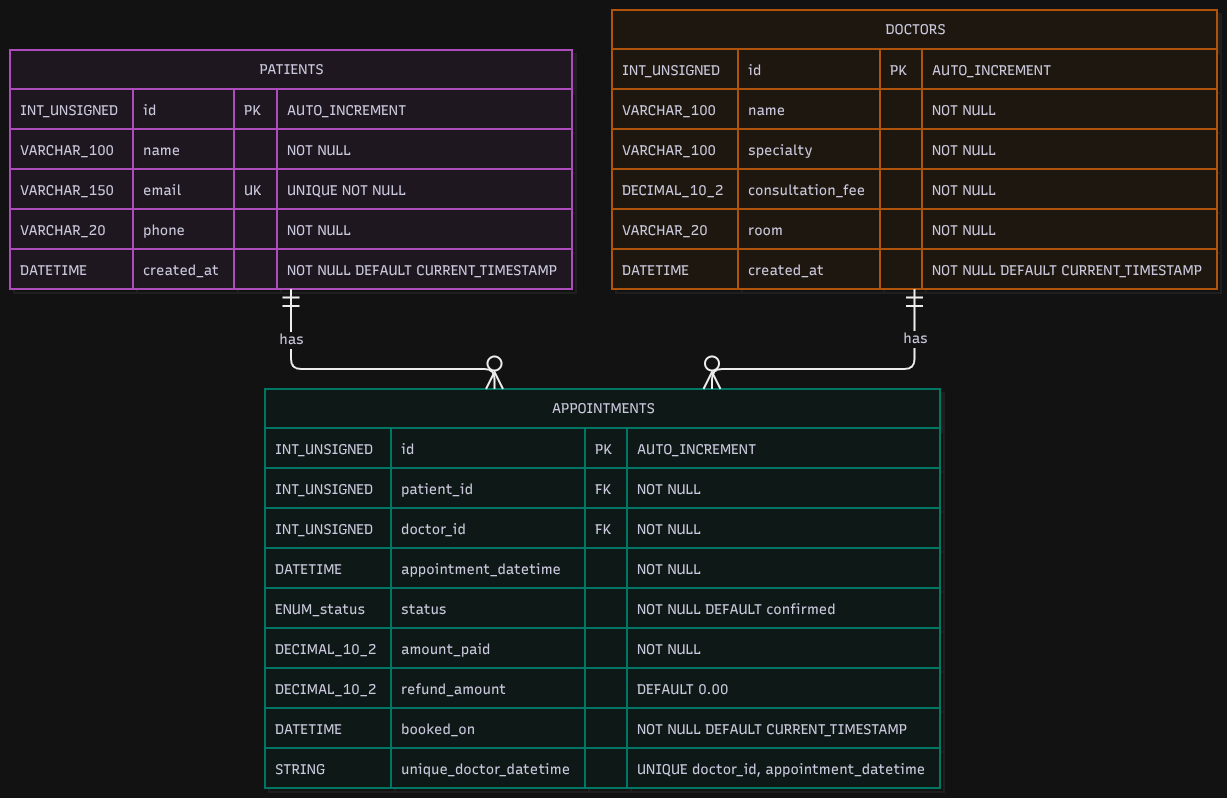 PATIENTS
INT_UNSIGNED id PK AUTO_INCREMENT
VARCHAR_100 name NOT NULL
VARCHAR_150 email UK UNIQUE NOT NULL
VARCHAR_20 phone NOT NULL
DATETIME created_at NOT NULL DEFAULT CURRENT_TIMESTAMP
DOCTORS
INT_UNSIGNED id PK AUTO_INCREMENT
VARCHAR_100 name NOT NULL
VARCHAR_100 specialty NOT NULL
DECIMAL_10_2 consultation_fee NOT NULL
VARCHAR_20 room NOT NULL
DATETIME created_at NOT NULL DEFAULT CURRENT_TIMESTAMP
has
has
APPOINTMENTS
INT_UNSIGNED id PK AUTO_INCREMENT
INT_UNSIGNED patient_id FK NOT NULL
INT_UNSIGNED doctor_id FK NOT NULL
DATETIME appointment_datetime NOT NULL
ENUM_status status NOT NULL DEFAULT confirmed
DECIMAL_10_2 amount_paid NOT NULL
DECIMAL_10_2 refund_amount DEFAULT 0.00
DATETIME booked_on NOT NULL DEFAULT CURRENT_TIMESTAMP
STRING unique_doctor_datetime UNIQUE doctor_id, appointment_datetime